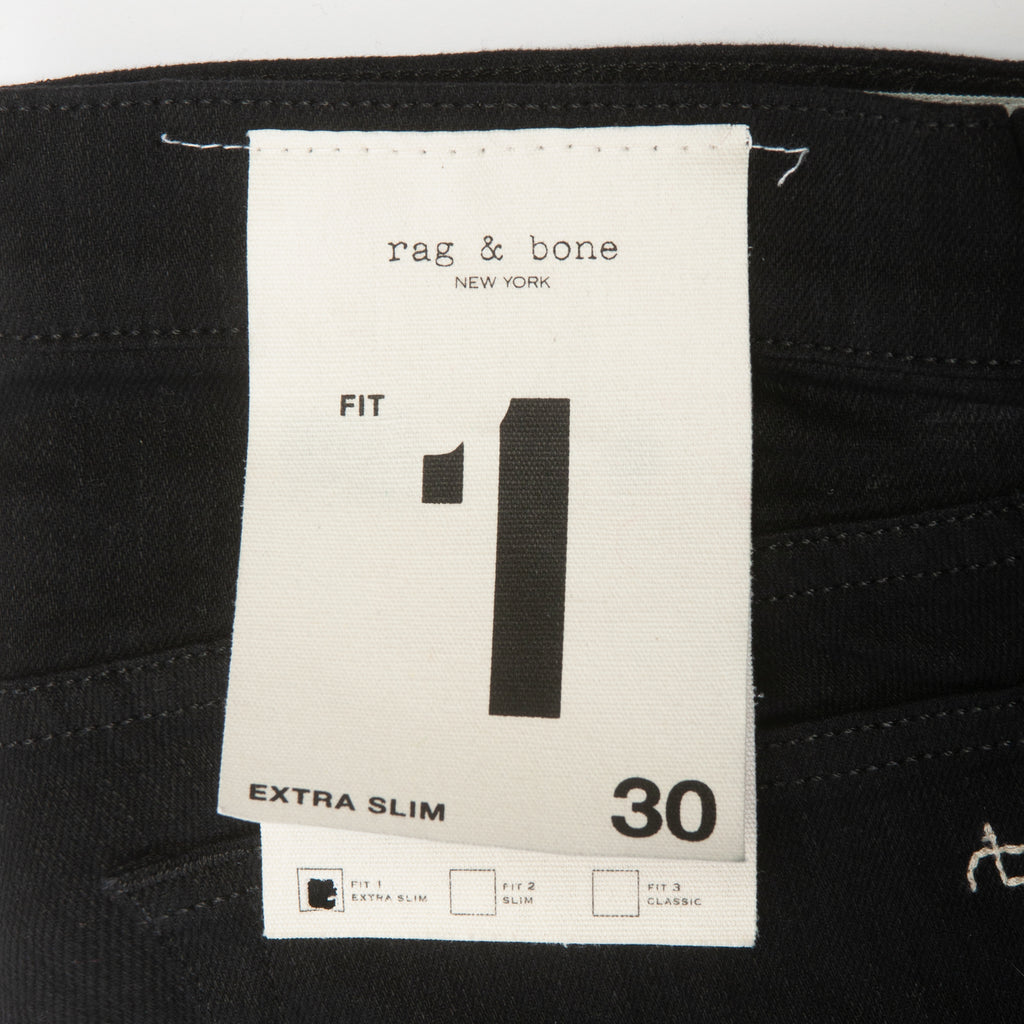 rag & bone
NEW YORK
FIT
1
EXTRA SLIM
30
FIT 1
EXTRA SLIM
FIT 2
SLIM
FIT 3
CLASSIC